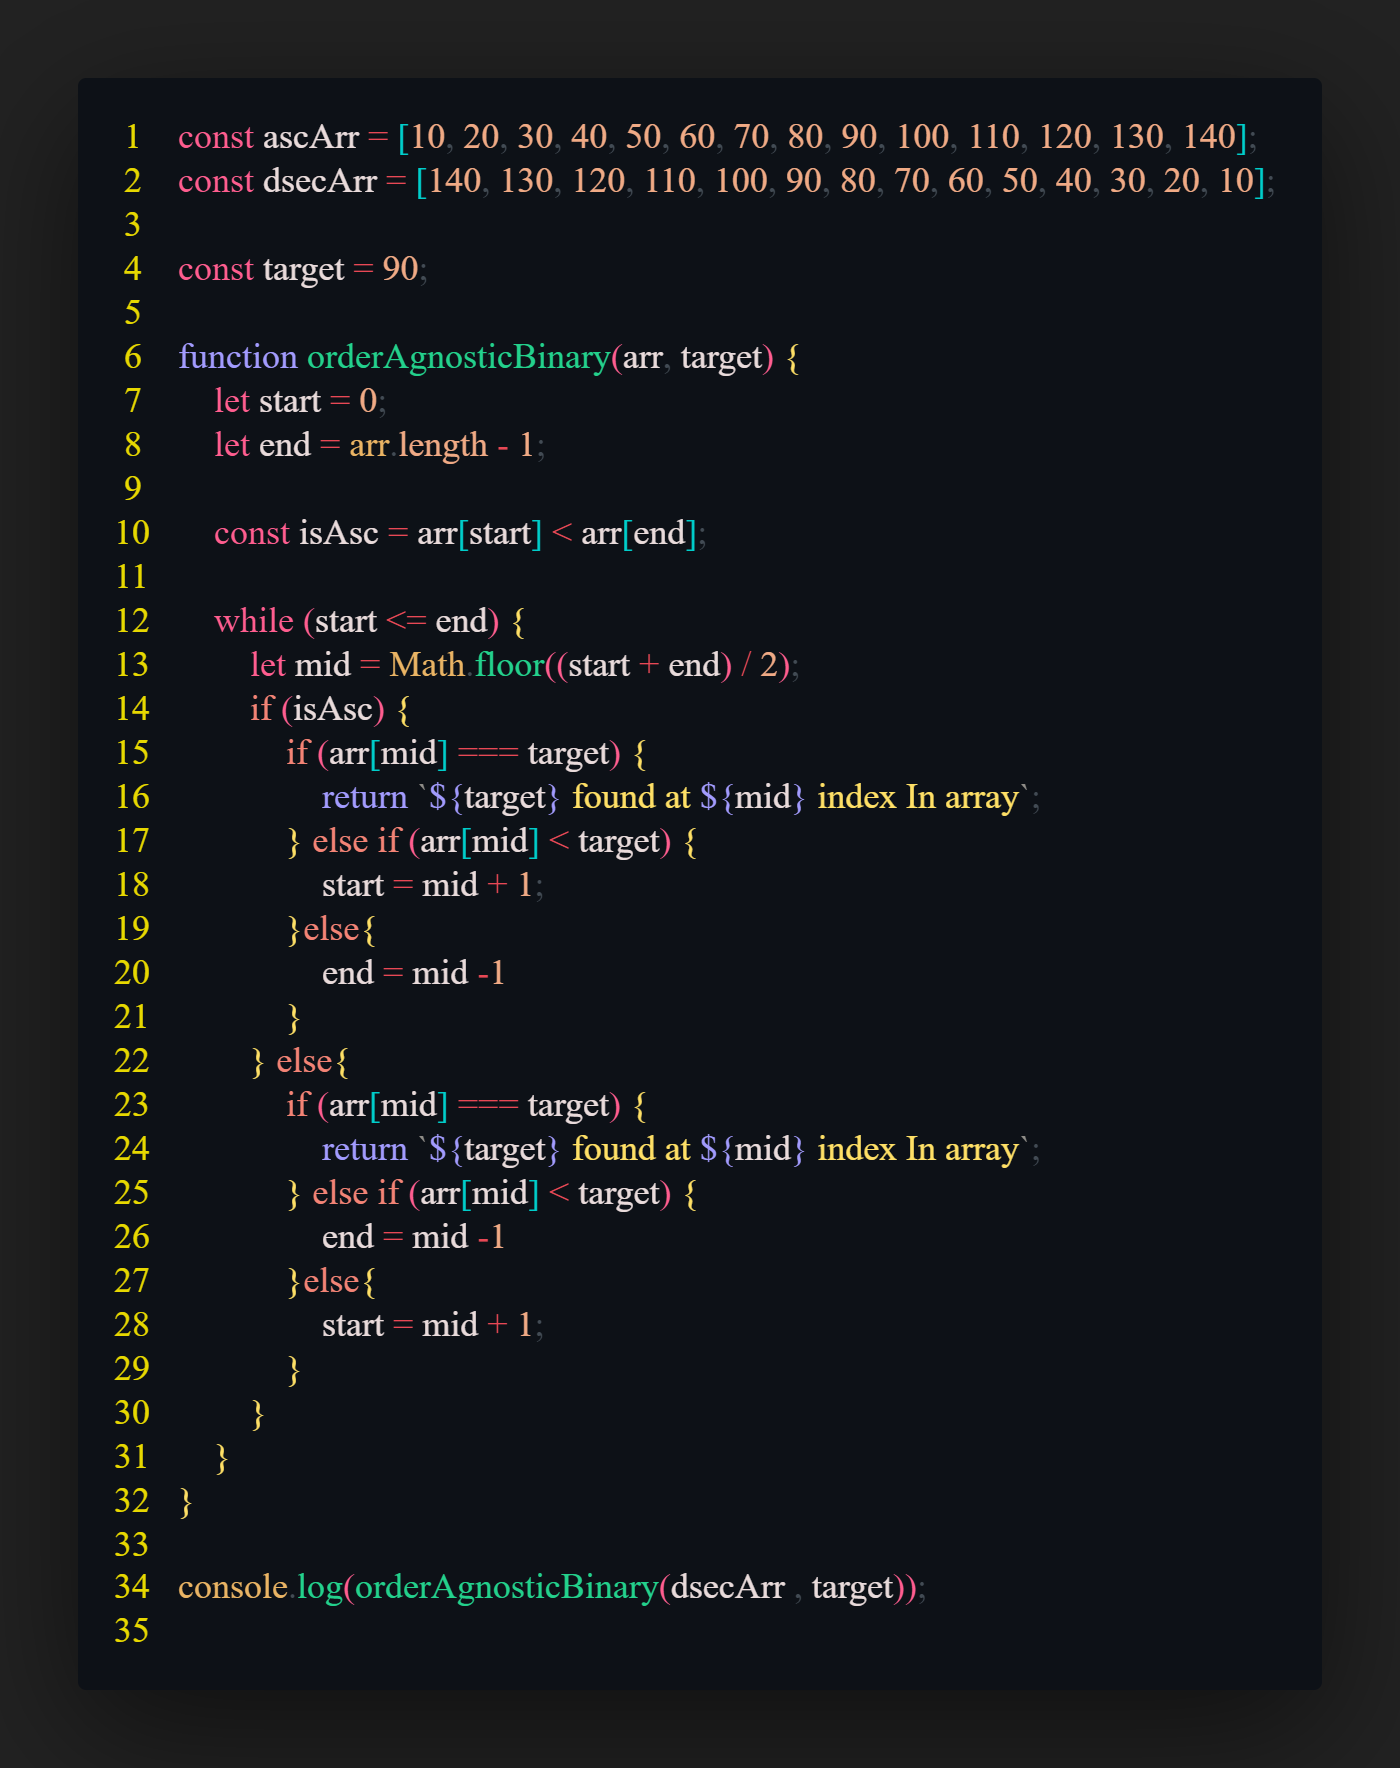 1 const ascArr = [10, 20, 30, 40, 50, 60, 70, 80, 90, 100, 110, 120, 130, 140];
2 const dsecArr = [140, 130, 120, 110, 100, 90, 80, 70, 60, 50, 40, 30, 20, 10];
3
4 const target = 90;
5
6 function orderAgnosticBinary(arr, target) {
7     let start = 0;
8     let end = arr.length - 1;
9
10     const isAsc = arr[start] < arr[end];
11
12     while (start <= end) {
13         let mid = Math.floor((start + end) / 2);
14         if (isAsc) {
15             if (arr[mid] === target) {
16                 return `${target} found at ${mid} index In array`;
17             } else if (arr[mid] < target) {
18                 start = mid + 1;
19             }else{
20                 end = mid -1
21             }
22         } else{
23             if (arr[mid] === target) {
24                 return `${target} found at ${mid} index In array`;
25             } else if (arr[mid] < target) {
26                 end = mid -1
27             }else{
28                 start = mid + 1;
29             }
30         }
31     }
32 }
33
34 console.log(orderAgnosticBinary(dsecArr , target));
35